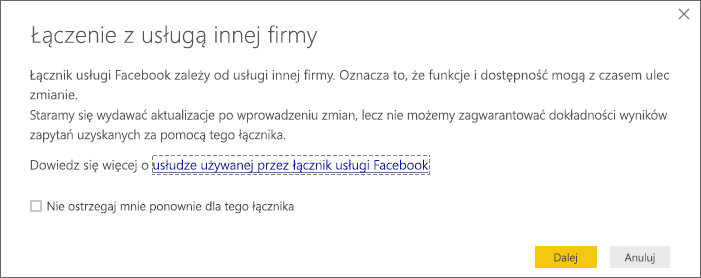 Łączenie z usługą innej firmy
Łącznik usługi Facebook zależy od usługi innej firmy. Oznacza to, że funkcje i dostępność mogą z czasem ulec
zmianie.
Staramy się wydawać aktualizacje po wprowadzeniu zmian, lecz nie możemy zagwarantować dokładności wyników
zapytań uzyskanych za pomocą tego łącznika.
Dowiedz się więcej o usłudze używanej przez łącznik usługi Facebook
Nie ostrzegaj mnie ponownie dla tego łącznika
Dalej Anuluj